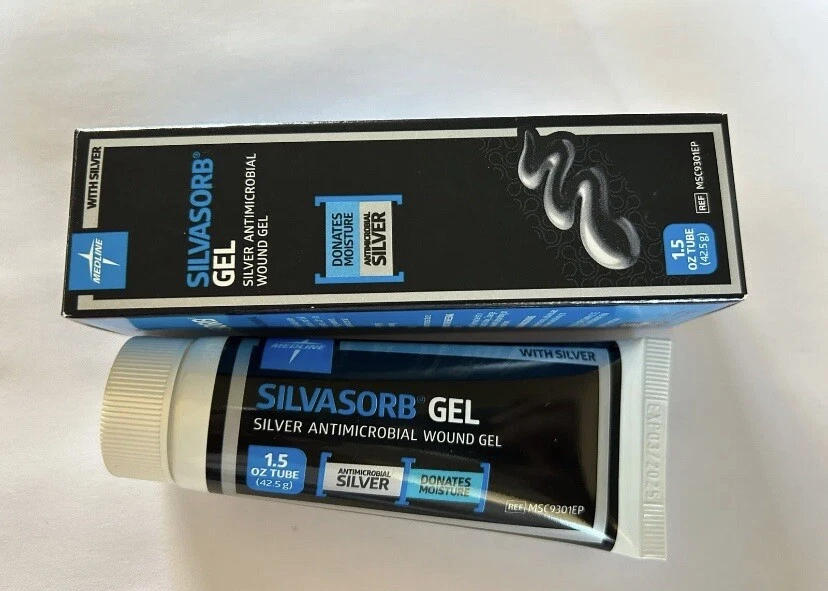 WITH SILVER
MEDLINE
SILVASORB®
GEL
SILVER ANTIMICROBIAL
WOUND GEL
DONATES
MOISTURE
ANTIMICROBIAL
SILVER
REF MSC9301EP
1.5
OZ TUBE
(42.5 g)
MEDLINE
WITH SILVER
SILVASORB® GEL
SILVER ANTIMICROBIAL WOUND GEL
1.5
OZ TUBE
(42.5 g)
ANTIMICROBIAL
SILVER
DONATES
MOISTURE
REF MSC9301EP
EXP03/2025